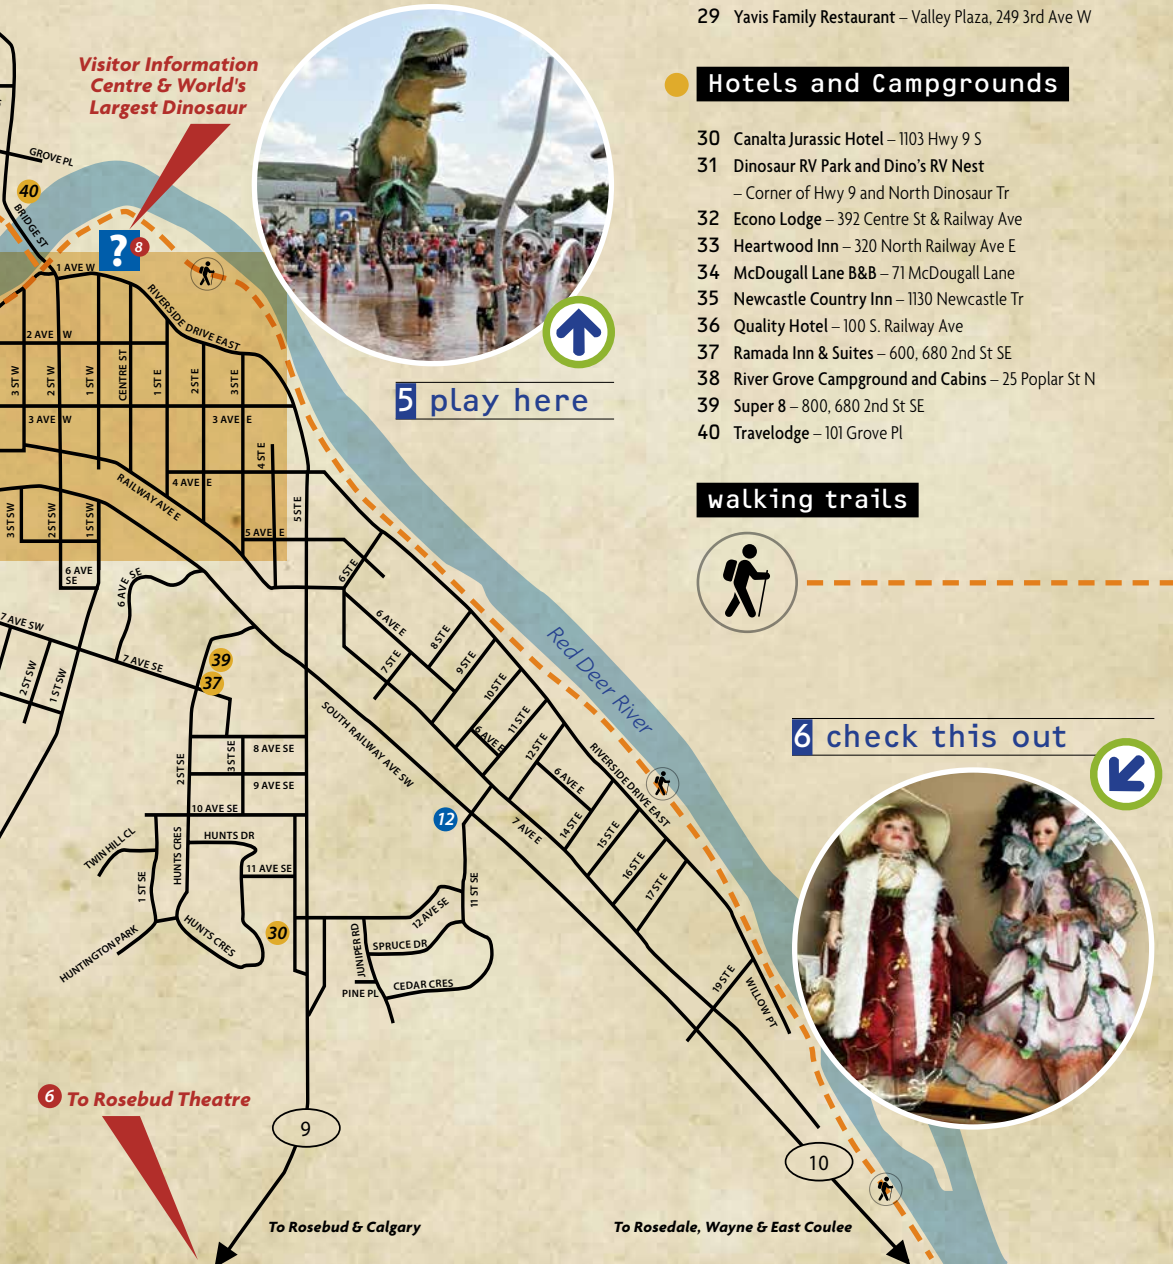 29 Yavis Family Restaurant – Valley Plaza, 249 3rd Ave W
Hotels and Campgrounds
30 Canalta Jurassic Hotel – 1103 Hwy 9 S
31 Dinosaur RV Park and Dino's RV Nest
– Corner of Hwy 9 and North Dinosaur Tr
32 Econo Lodge – 392 Centre St & Railway Ave
33 Heartwood Inn – 320 North Railway Ave E
34 McDougall Lane B&B – 71 McDougall Lane
35 Newcastle Country Inn – 1130 Newcastle Tr
36 Quality Hotel – 100 S. Railway Ave
37 Ramada Inn & Suites – 600, 680 2nd St SE
38 River Grove Campground and Cabins – 25 Poplar St N
39 Super 8 – 800, 680 2nd St SE
40 Travelodge – 101 Grove Pl
walking trails
Visitor Information
Centre & World's
Largest Dinosaur
5 play here
6 check this out
GROVE PL
40
BRIDGE ST
?
8
1 AVE W
RIVERSIDE DRIVE EAST
2 AVE W
3 ST W
2 ST W
1 ST W
CENTRE ST
1 ST E
2 ST E
3 ST E
3 AVE W
3 AVE E
4 ST E
RAILWAY AVE E
4 AVE E
5 ST E
3 ST SW
2 ST SW
1 ST SW
5 AVE E
6 AVE
SE
6 AVE SE
6 ST E
7 AVE SW
6 AVE E
8 ST E
7 AVE SE
39
37
7 ST E
9 ST E
Red Deer River
2 ST SW
1 ST SW
10 ST E
11 ST E
6 AVE E
12 ST E
SOUTH RAILWAY AVE SW
2 ST SE
3 ST SE
8 AVE SE
9 AVE SE
6 AVE E
RIVERSIDE DRIVE EAST
10 AVE SE
12
7 AVE E
14 ST E
15 ST E
TWIN HILL CL
HUNTS CRES
HUNTS DR
11 AVE SE
1 ST SE
11 ST SE
16 ST E
17 ST E
12 AVE SE
HUNTINGTON PARK
HUNTS CRES
30
JUNIPER RD
SPRUCE DR
PINE PL
CEDAR CRES
19 ST E
WILLOW PT
6 To Rosebud Theatre
9
10
To Rosebud & Calgary
To Rosedale, Wayne & East Coulee